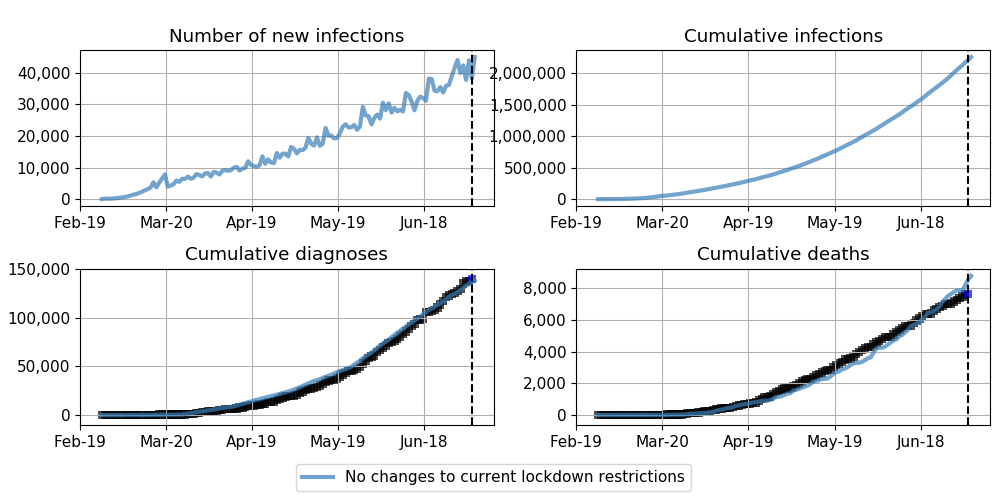 Number of new infections
40,000
30,000
20,000
10,000
0
Feb-19 Mar-20 Apr-19 May-19 Jun-18
Cumulative infections
2,000,000
1,500,000
1,000,000
500,000
0
Feb-19 Mar-20 Apr-19 May-19 Jun-18
Cumulative diagnoses
150,000
100,000
50,000
0
Feb-19 Mar-20 Apr-19 May-19 Jun-18
Cumulative deaths
8,000
6,000
4,000
2,000
0
Feb-19 Mar-20 Apr-19 May-19 Jun-18
No changes to current lockdown restrictions